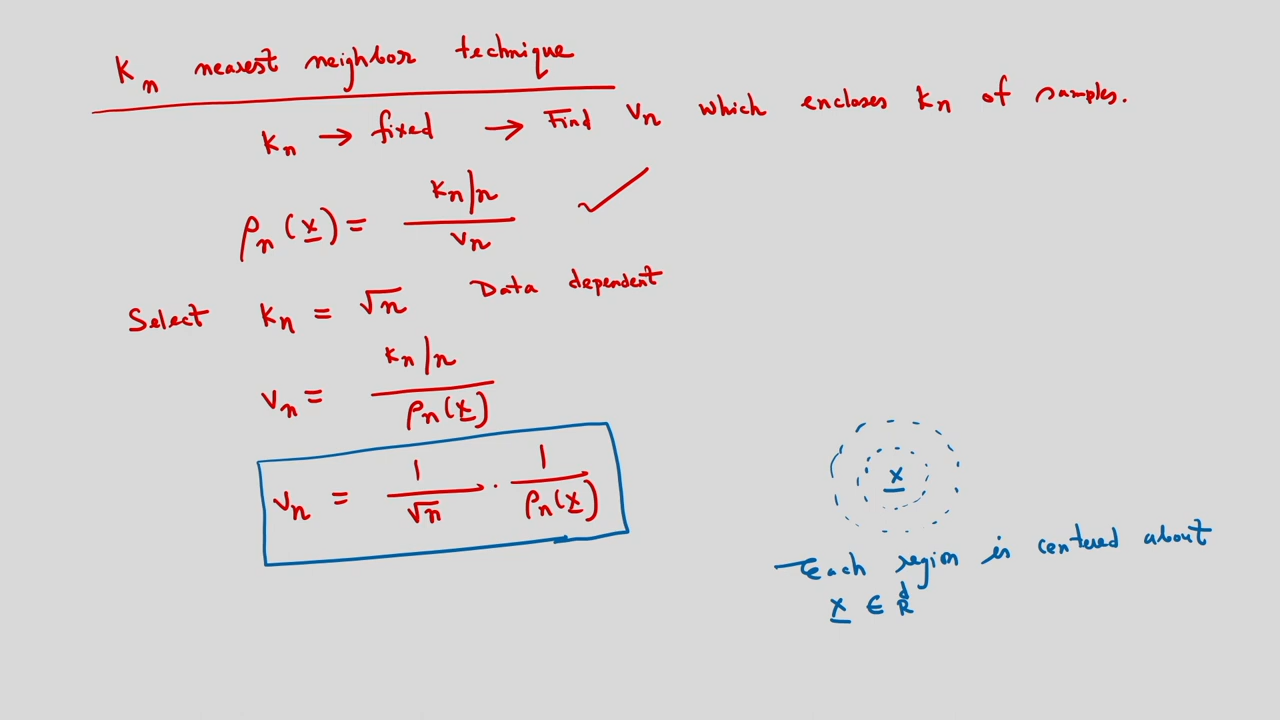 Kn nearest neighbor technique
Kn → fixed → Find Vn which encloses Kn of samples.
Pn(x) = Kn|n / Vn ✓
Select Kn = √n Data dependent
Vn = Kn|n / Pn(x)
Vn = 1/√n · 1/Pn(x)
x
Each region is centered about
x ∈ R^d